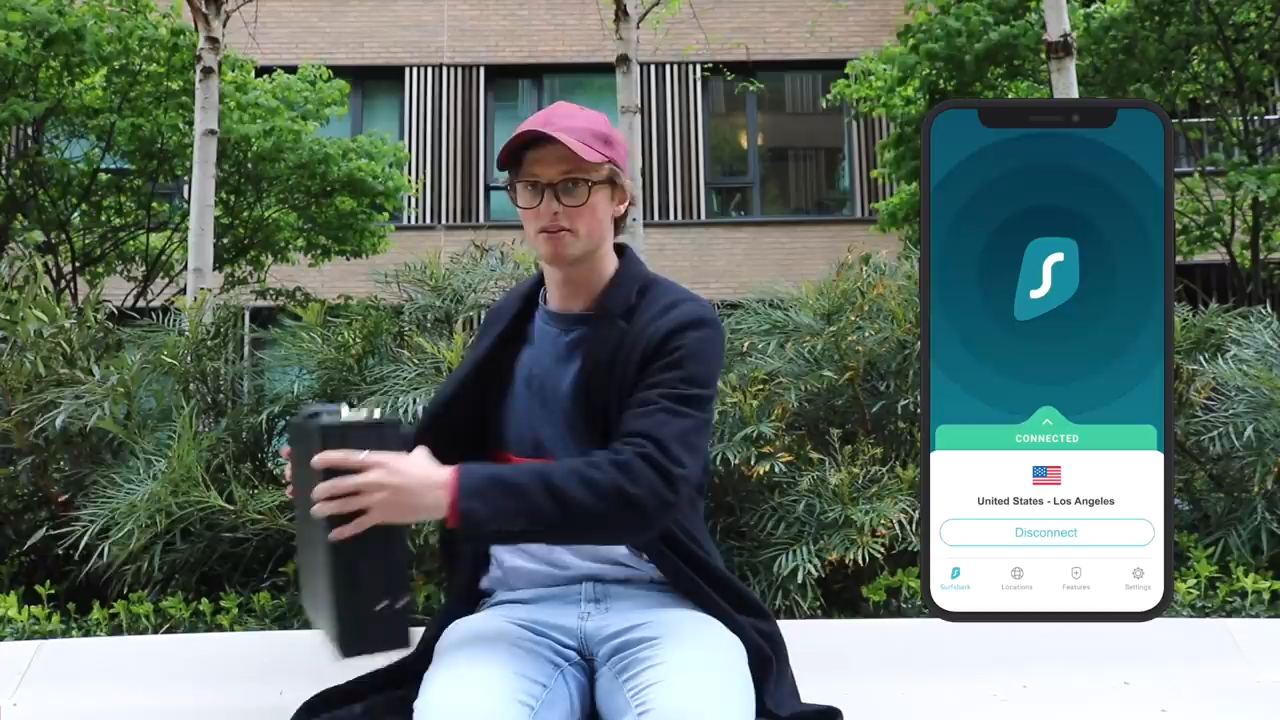 CONNECTED
United States - Los Angeles
Disconnect
Surfshark
Locations
Features
Settings